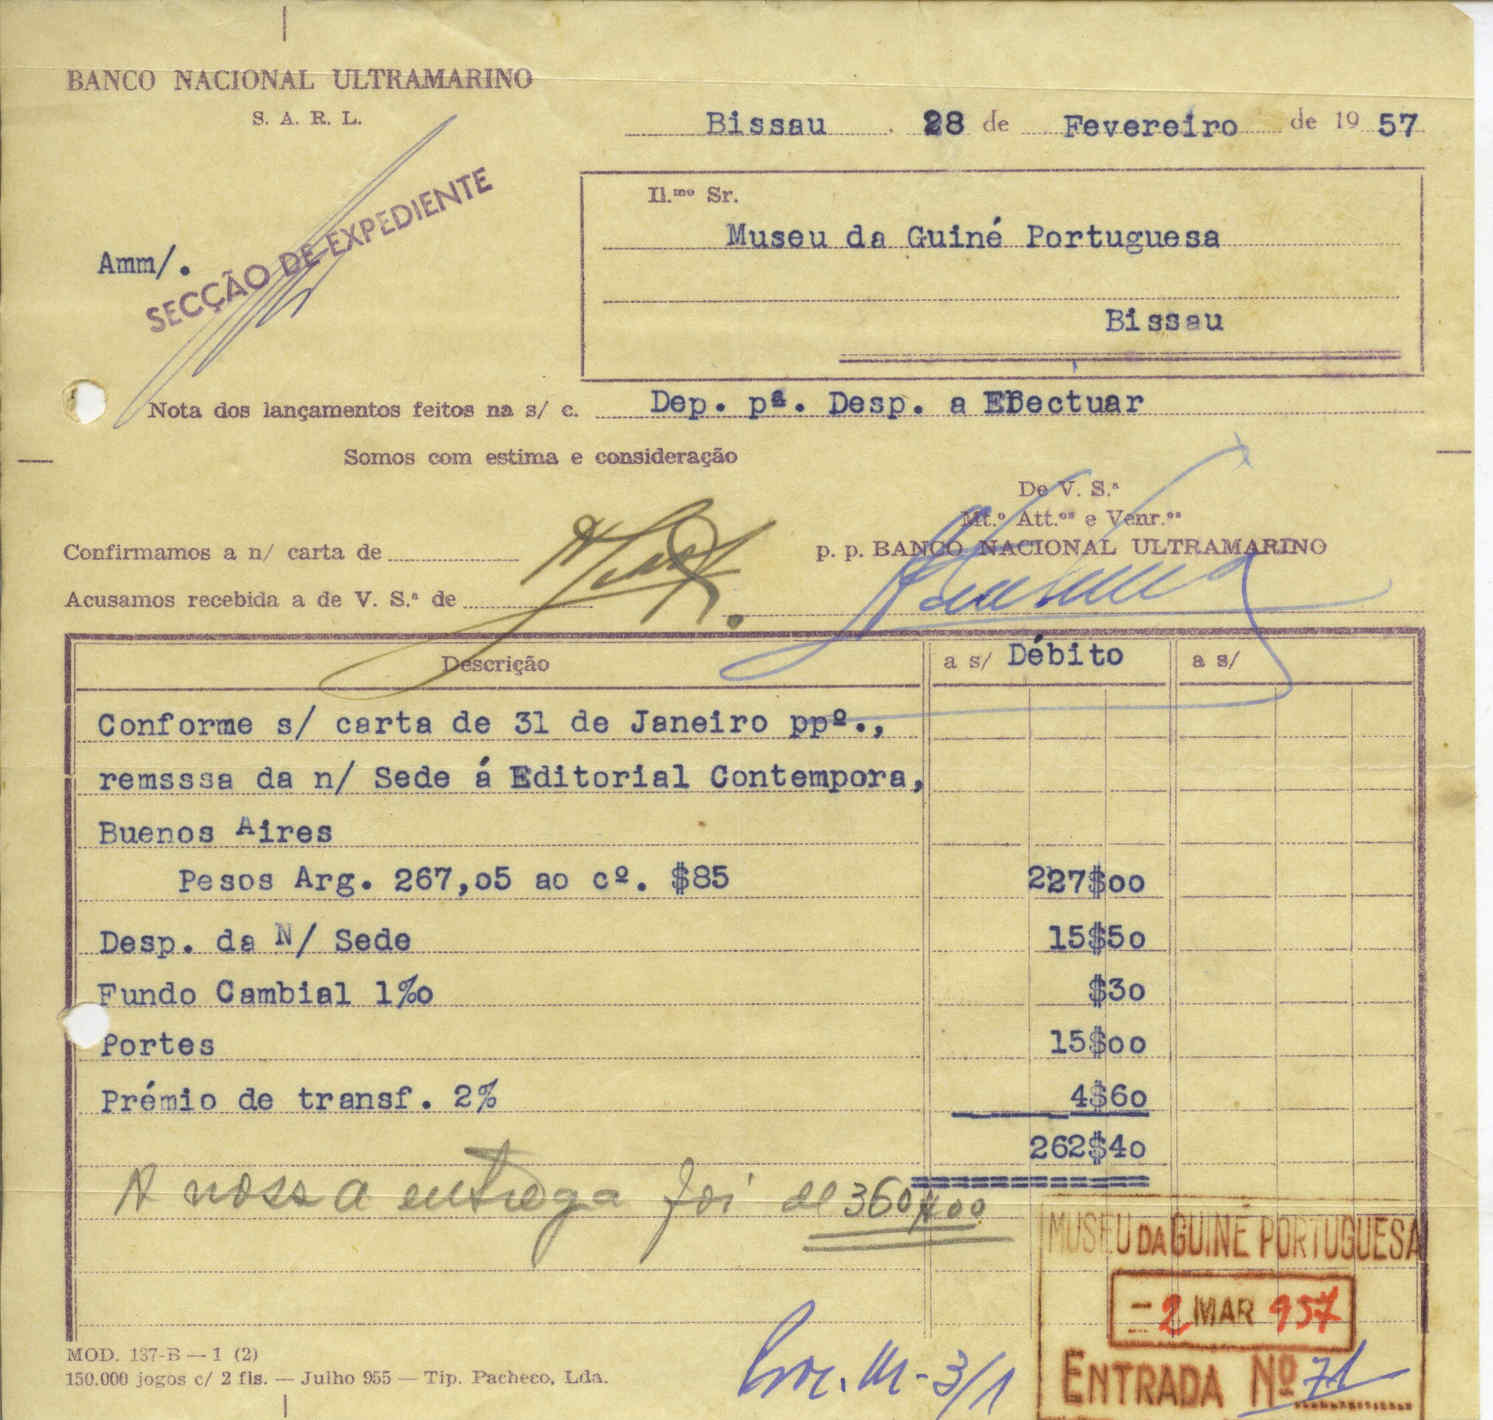 BANCO NACIONAL ULTRAMARINO
S. A. R. L.
Bissau . 28 de Fevereiro de 1957
Il.mo Sr.
Museu da Guiné Portuguesa
Bissau
Amm/.
SECÇÃO DE EXPEDIENTE
Nota dos lançamentos feitos na s/ c. Dep. pª. Desp. a Efectuar
Somos com estima e consideração
De V. S.ª
Mt.º Att.os e Venr.os
Confirmamos a n/ carta de
p. p. BANCO NACIONAL ULTRAMARINO
Acusamos recebida a de V. S.ª de
Descrição a s/ Débito a s/
Conforme s/ carta de 31 de Janeiro ppº.,
remsssa da n/ Sede á Editorial Contempora,
Buenos Aires
Pesos Arg. 267,05 ao cº. $85 227$00
Desp. da N/ Sede 15$50
Fundo Cambial 1%o $30
Portes 15$00
Prémio de transf. 2% 4$60
262$40
A nossa entrega foi de 360$00
MUSEU DA GUINÉ PORTUGUESA
- 2 MAR 957
ENTRADA Nº 71
MOD. 137-B — 1 (2)
150.000 jogos c/ 2 fls. — Julho 955 — Tip. Pacheco, Lda.
III - 3/1